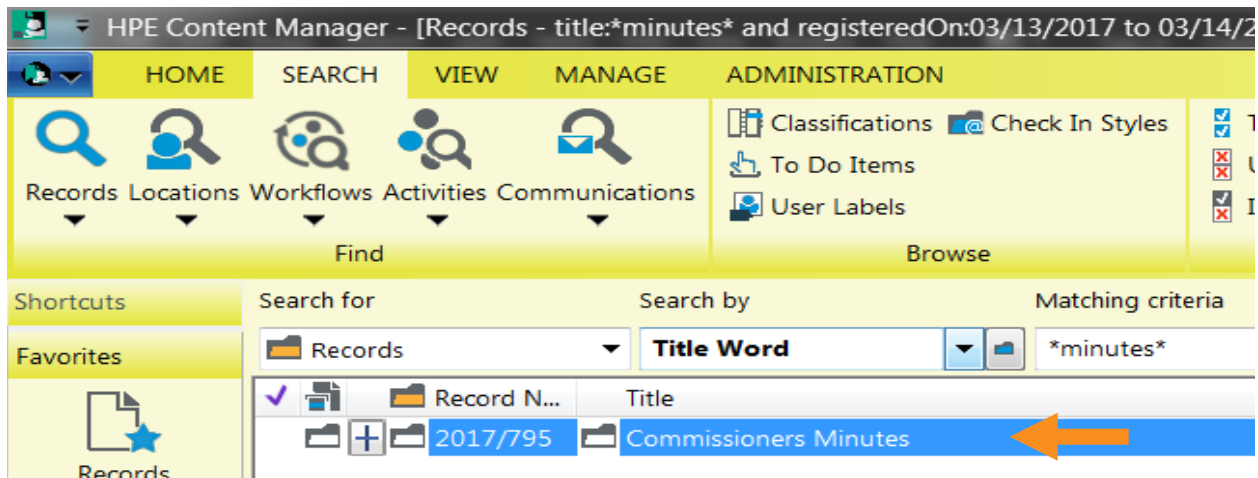 HPE Content Manager - [Records - title:*minutes* and registeredOn:03/13/2017 to 03/14/2
HOME SEARCH VIEW MANAGE ADMINISTRATION
Classifications Check In Styles T
To Do Items
Records Locations Workflows Activities Communications
User Labels I
Find Browse
Shortcuts Search for Search by Matching criteria
Favorites Records Title Word *minutes*
Record N... Title
2017/795 Commissioners Minutes
Records